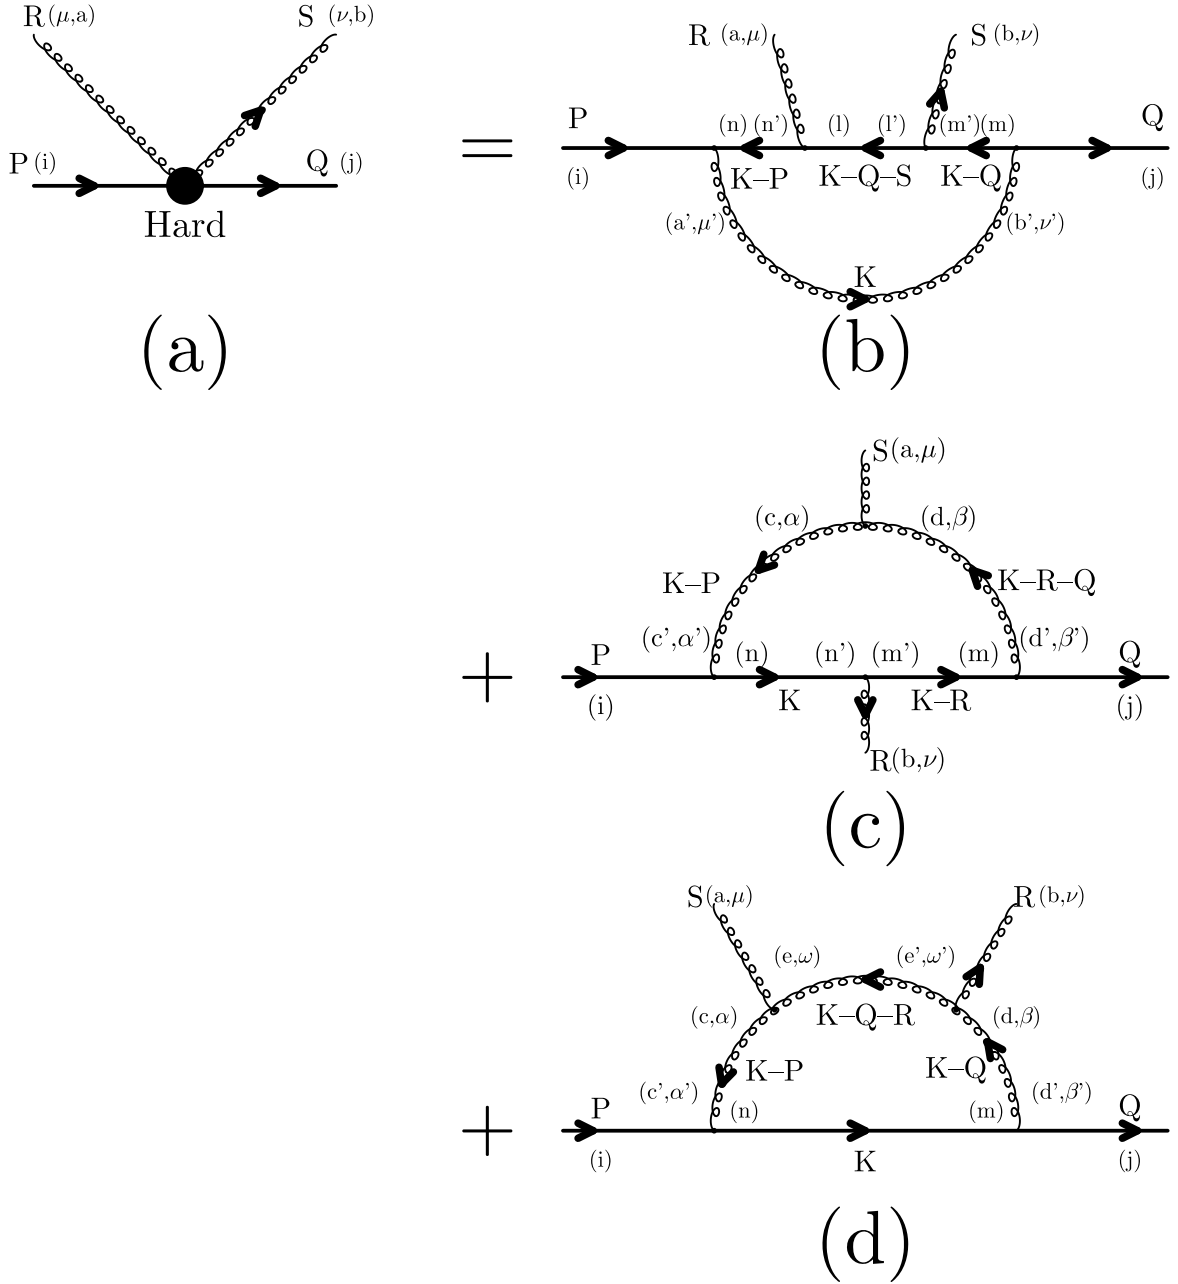 R(μ,a) S (ν,b)
P(i) Q (j)
Hard
(a)
=
R (a,μ) S(b,ν)
P Q
(n) (n') (l) (l') (m')(m)
(i) K–P K–Q–S K–Q (j)
(a',μ') (b',ν')
K
(b)
S(a,μ)
(c,α) (d,β)
K–P K–R–Q
(c',α') (n) (n') (m') (m) (d',β')
+
P Q
(i) K K–R (j)
R(b,ν)
(c)
S(a,μ) R(b,ν)
(e,ω) (e',ω')
(c,α) K–Q–R (d,β)
K–P K–Q
(c',α') (n) (m) (d',β')
+
P Q
(i) K (j)
(d)